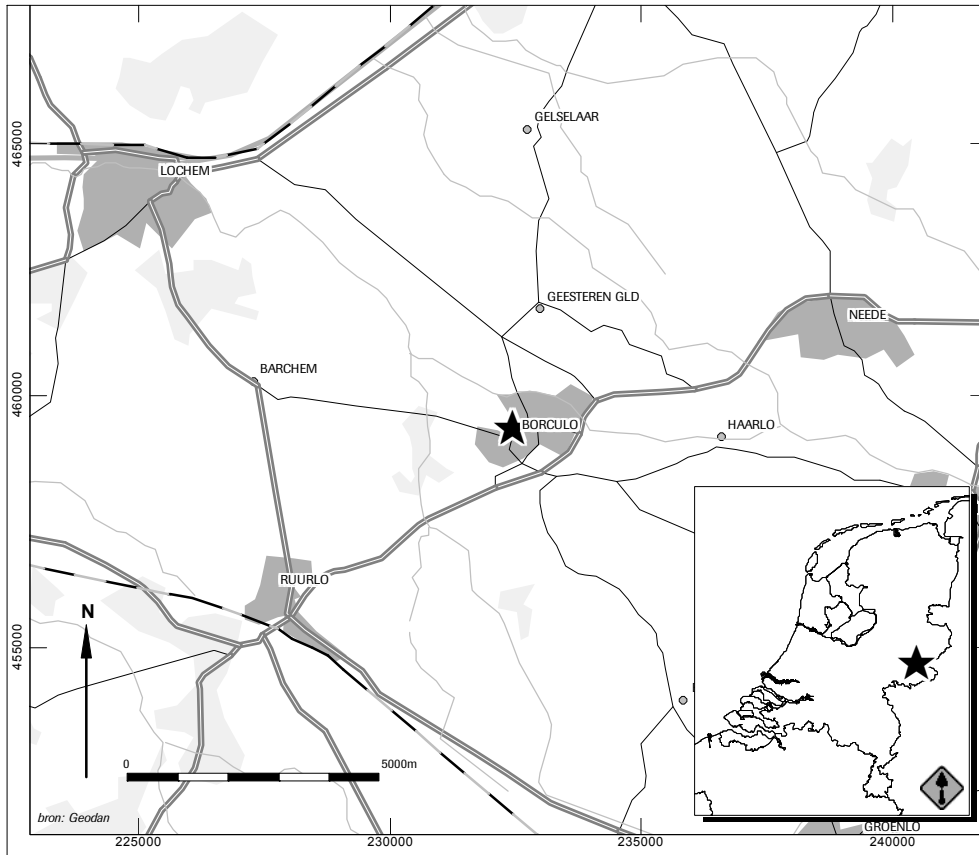 GELSELAAR
465000
LOCHEM
GEESTEREN GLD
NEEDE
BARCHEM
460000
BORCULO
HAARLO
RUURLO
N
455000
0
5000m
bron: Geodan
GROENLO
225000
230000
235000
240000